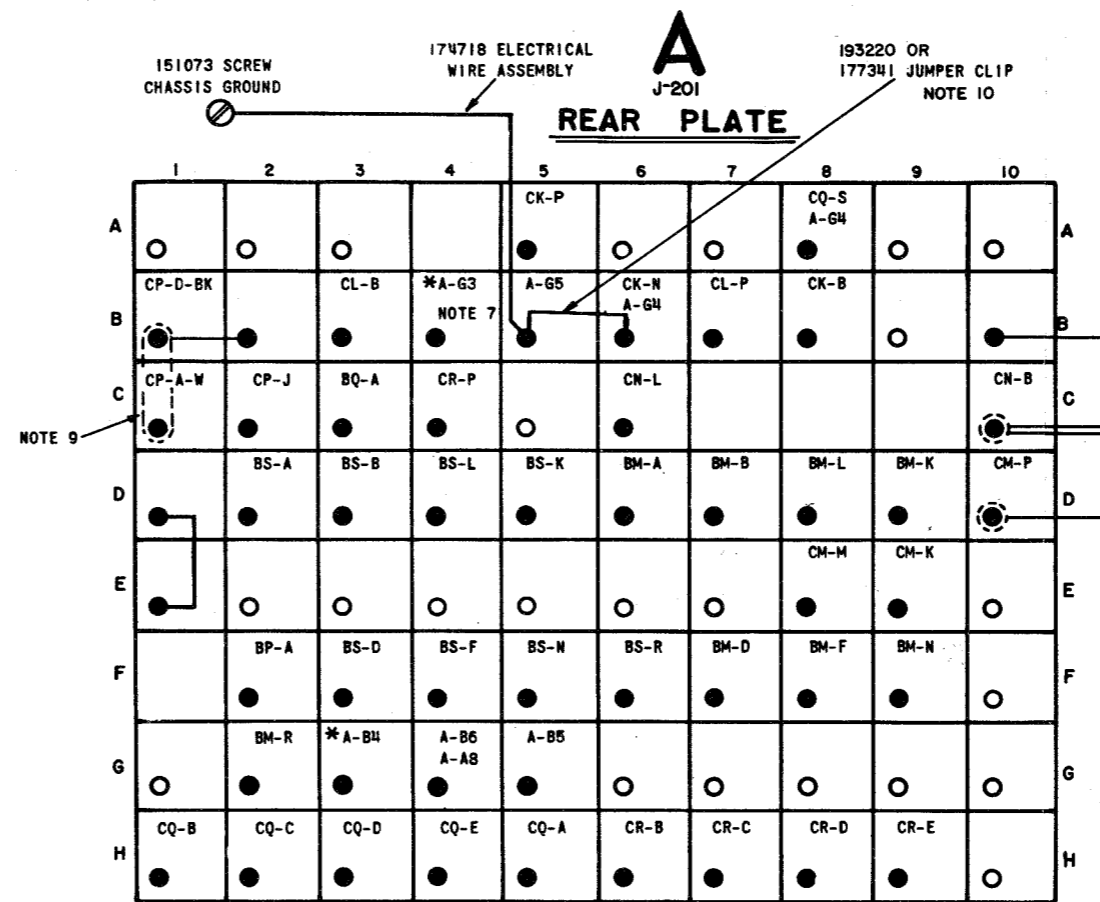 A
J-201
REAR PLATE
151073 SCREW
CHASSIS GROUND
174718 ELECTRICAL
WIRE ASSEMBLY
193220 OR
177341 JUMPER CLIP
NOTE 10
1 2 3 4 5 6 7 8 9 10
A CK-P CQ-S A
A-G4
B CP-D-BK CL-B *A-G3 A-G5 CK-N CL-P CK-B B
NOTE 7 A-G4
C CP-A-W CP-J BQ-A CR-P CN-L CN-B C
NOTE 9
D BS-A BS-B BS-L BS-K BM-A BM-B BM-L BM-K CM-P D
E CM-M CM-K E
F BP-A BS-D BS-F BS-N BS-R BM-D BM-F BM-N F
G BM-R *A-B4 A-B6 A-B5 G
A-A8
H CQ-B CQ-C CQ-D CQ-E CQ-A CR-B CR-C CR-D CR-E H